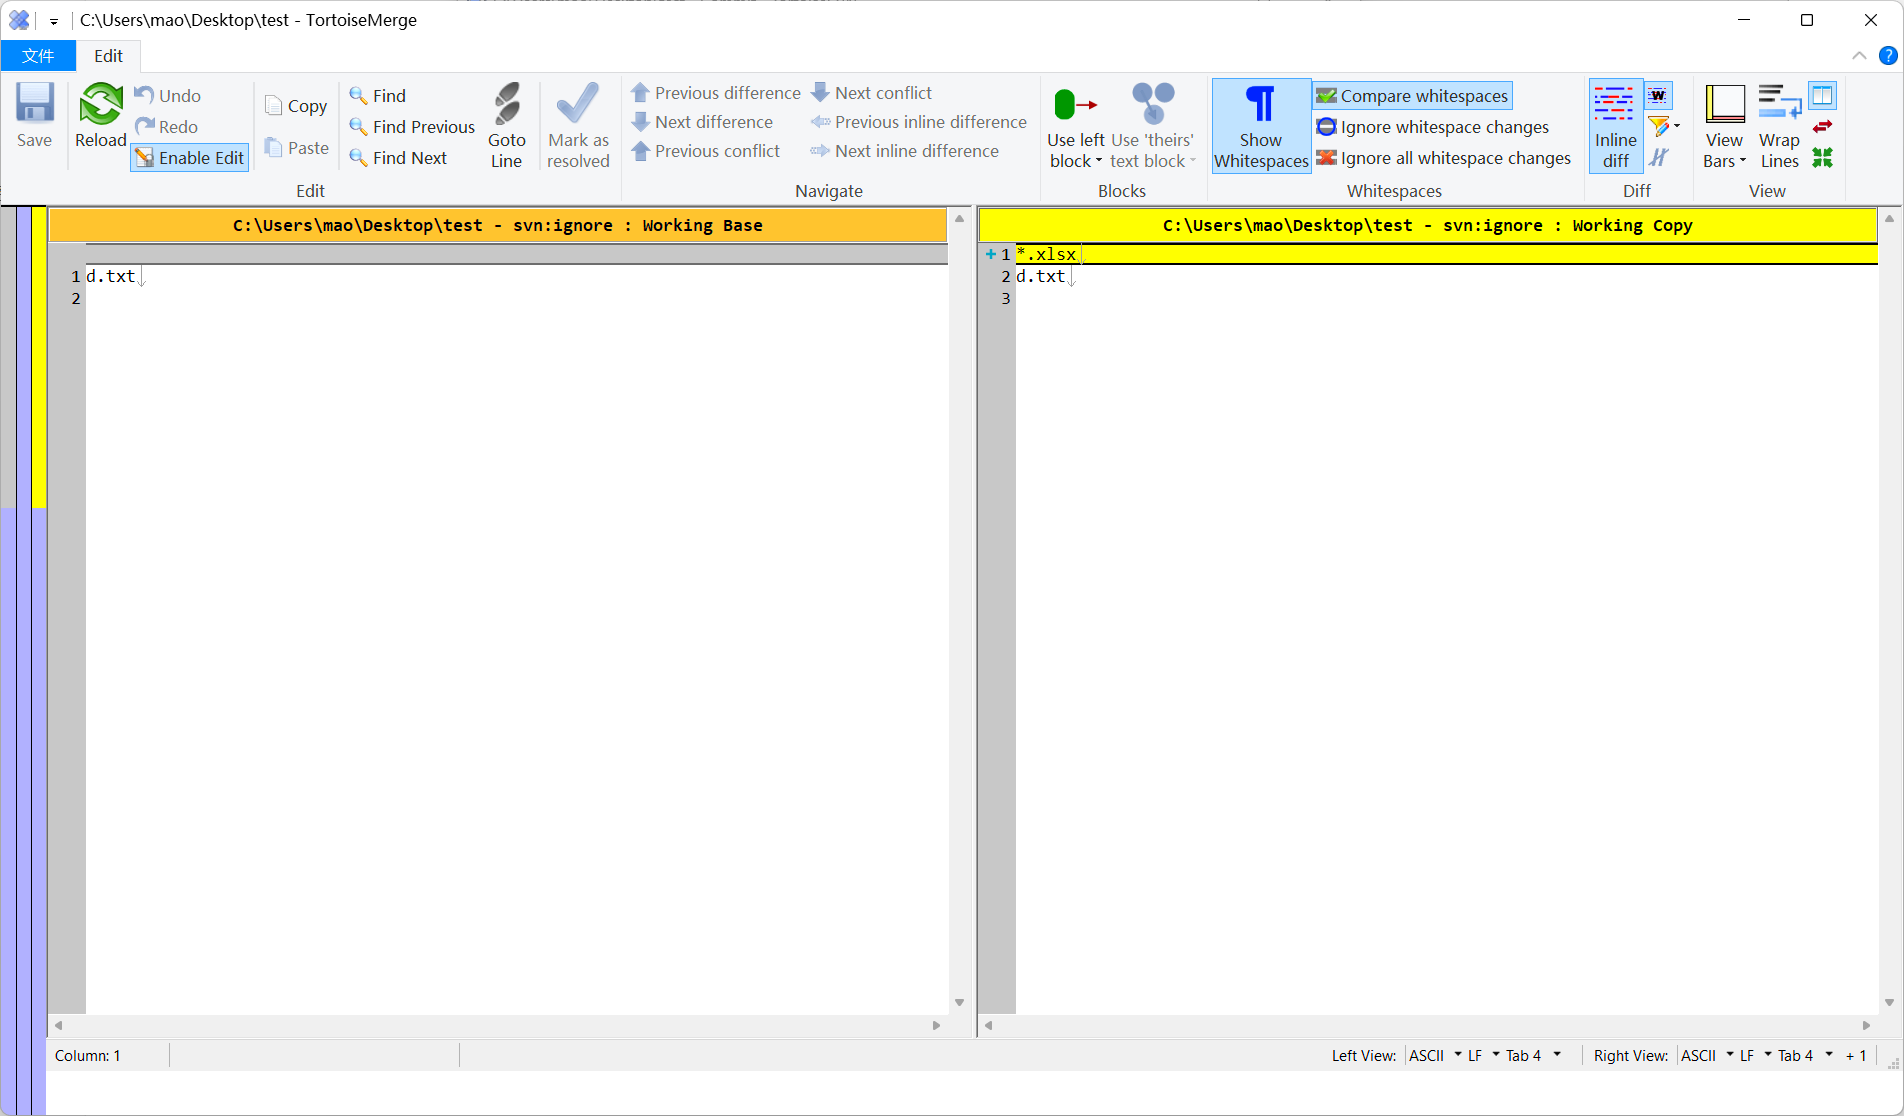 C:\Users\mao\Desktop\test - TortoiseMerge
文件
Edit
Save
Reload
Undo
Redo
Enable Edit
Copy
Paste
Find
Find Previous
Find Next
Goto Line
Mark as resolved
Edit
Previous difference
Next difference
Previous conflict
Next conflict
Previous inline difference
Next inline difference
Navigate
Use left block
Use 'theirs' text block
Blocks
Show Whitespaces
Compare whitespaces
Ignore whitespace changes
Ignore all whitespace changes
Whitespaces
Inline diff
Diff
View Bars
Wrap Lines
View
C:\Users\mao\Desktop\test - svn:ignore : Working Base
1 d.txt
2
C:\Users\mao\Desktop\test - svn:ignore : Working Copy
+ 1 *.xlsx
2 d.txt
3
Column: 1
Left View: ASCII LF Tab 4
Right View: ASCII LF Tab 4 + 1